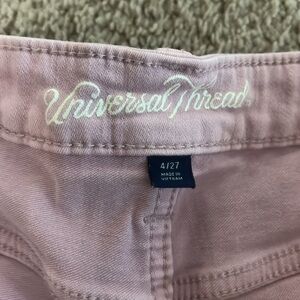 Universal Thread
4/27
MADE IN
VIETNAM